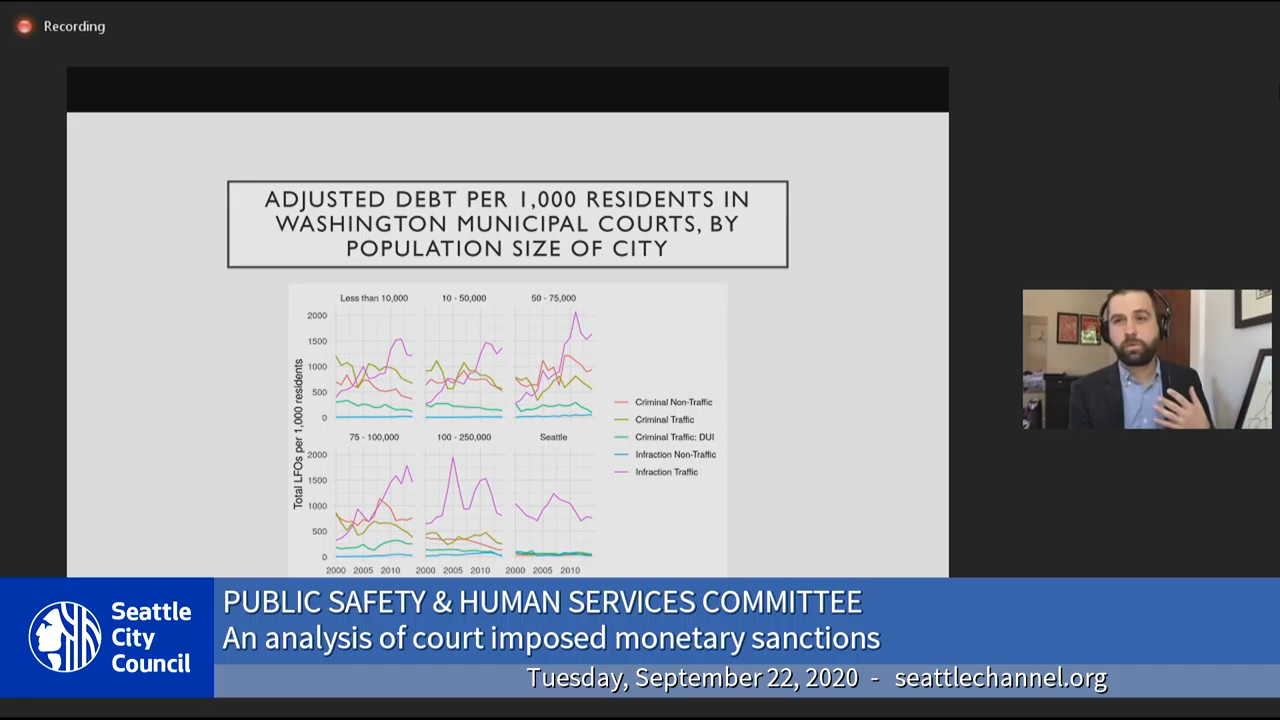 Recording
ADJUSTED DEBT PER 1,000 RESIDENTS IN
WASHINGTON MUNICIPAL COURTS, BY
POPULATION SIZE OF CITY
Less than 10,000
10 - 50,000
50 - 75,000
2000
1500
1000
500
0
75 - 100,000
100 - 250,000
Seattle
2000
1500
1000
500
0
2000 2005 2010
2000 2005 2010
2000 2005 2010
Total LFOs per 1,000 residents
Criminal Non-Traffic
Criminal Traffic
Criminal Traffic: DUI
Infraction Non-Traffic
Infraction Traffic
Seattle
City
Council
PUBLIC SAFETY & HUMAN SERVICES COMMITTEE
An analysis of court imposed monetary sanctions
Tuesday, September 22, 2020 - seattlechannel.org